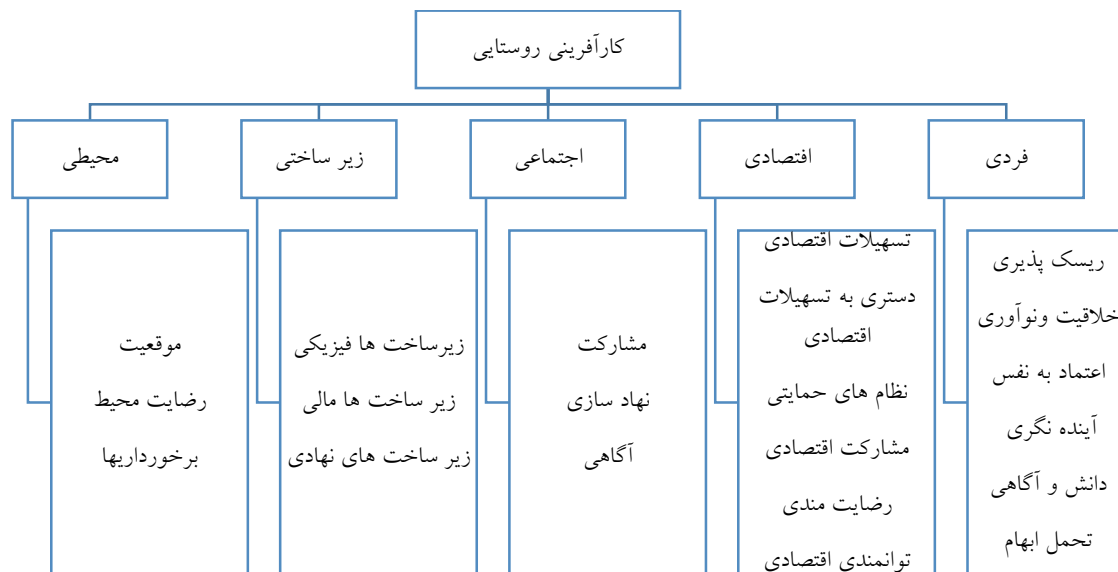 کارآفرینی روستایی
فردی
افتصادی
اجتماعی
زیر ساختی
محیطی
ریسک پذیری
خلاقیت ونوآوری
اعتماد به نفس
آینده نگری
دانش و آگاهی
تحمل ابهام
تسهیلات اقتصادی
دستری به تسهیلات
اقتصادی
نظام های حمایتی
مشارکت اقتصادی
رضایت مندی
توانمندی اقتصادی
مشارکت
نهاد سازی
آگاهی
زیرساخت ها فیزیکی
زیر ساخت ها مالی
زیر ساخت های نهادی
موقعیت
رضایت محیط
برخورداریها